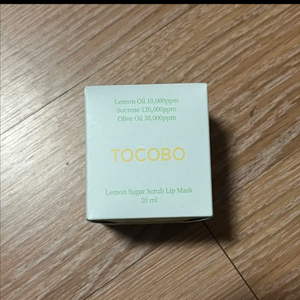 Lemon Oil 10,000ppm
Sucrose 120,000ppm
Olive Oil 30,000ppm
TOCOBO
Lemon Sugar Scrub Lip Mask
20 ml